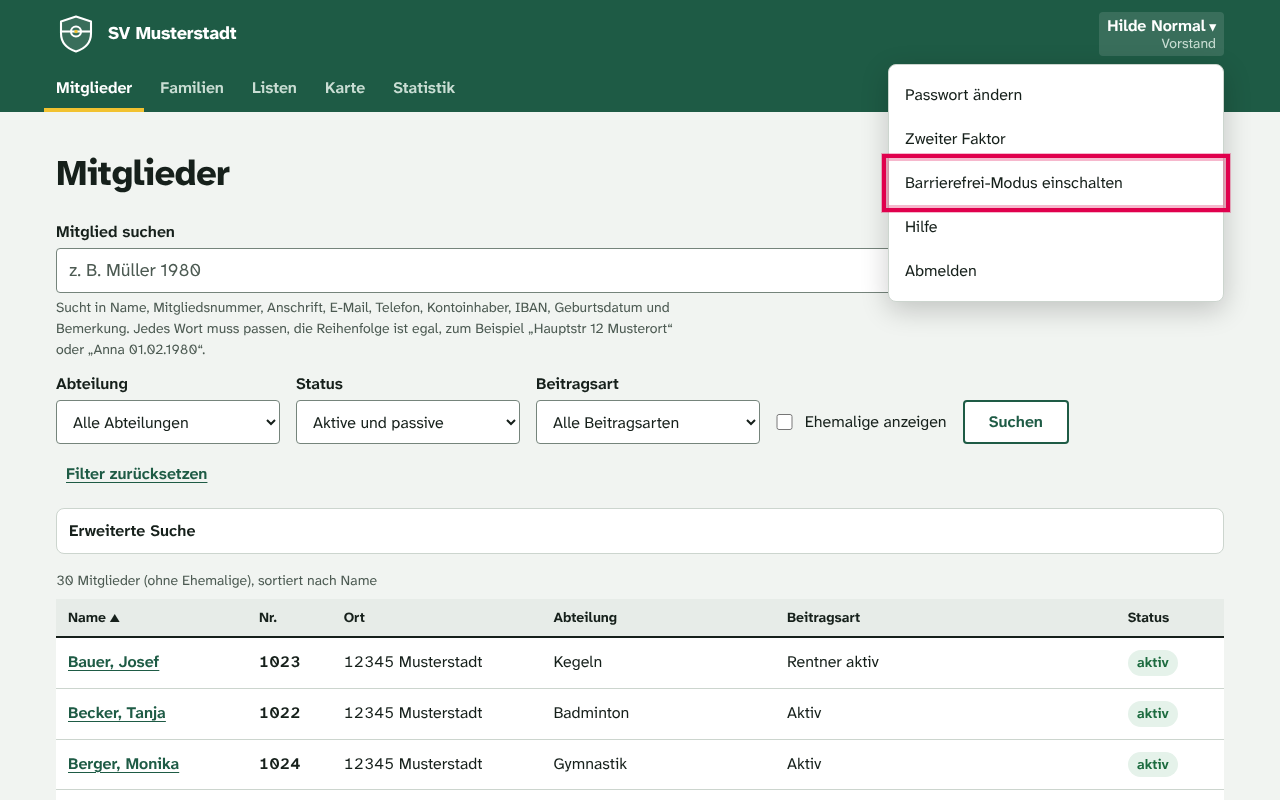 SV Musterstadt
Hilde Normal ▾
Vorstand
Mitglieder Familien Listen Karte Statistik
Passwort ändern
Zweiter Faktor
Barrierefrei-Modus einschalten
Hilfe
Abmelden
Mitglieder
Mitglied suchen
z. B. Müller 1980
Sucht in Name, Mitgliedsnummer, Anschrift, E-Mail, Telefon, Kontoinhaber, IBAN, Geburtsdatum und
Bemerkung. Jedes Wort muss passen, die Reihenfolge ist egal, zum Beispiel „Hauptstr 12 Musterort“
oder „Anna 01.02.1980“.
Abteilung Status Beitragsart
Alle Abteilungen Aktive und passive Alle Beitragsarten Ehemalige anzeigen Suchen
Filter zurücksetzen
Erweiterte Suche
30 Mitglieder (ohne Ehemalige), sortiert nach Name
Name ▲ Nr. Ort Abteilung Beitragsart Status
Bauer, Josef 1023 12345 Musterstadt Kegeln Rentner aktiv aktiv
Becker, Tanja 1022 12345 Musterstadt Badminton Aktiv aktiv
Berger, Monika 1024 12345 Musterstadt Gymnastik Aktiv aktiv